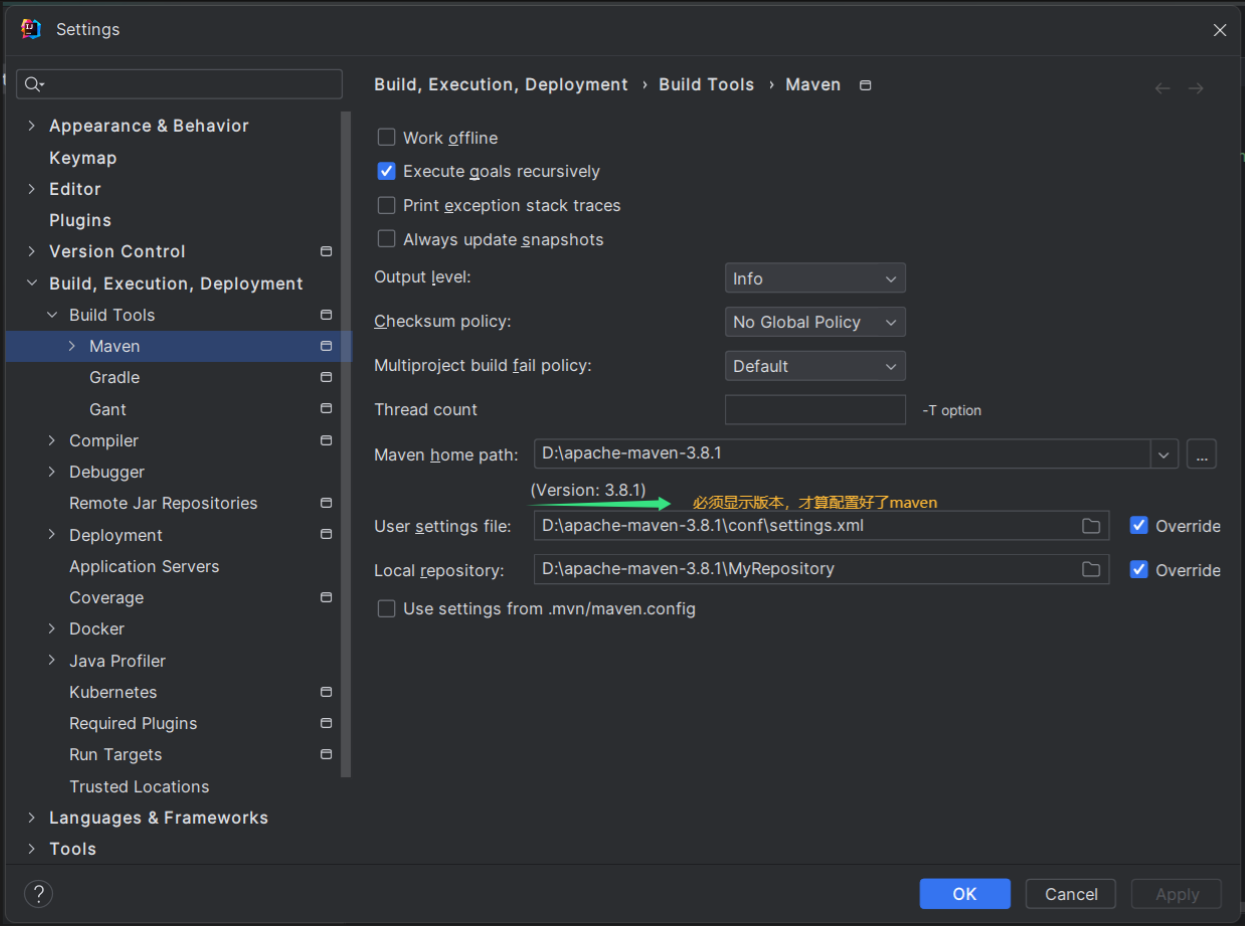 Settings
Build, Execution, Deployment › Build Tools › Maven
Appearance & Behavior
Keymap
Editor
Plugins
Version Control
Build, Execution, Deployment
Build Tools
Maven
Gradle
Gant
Compiler
Debugger
Remote Jar Repositories
Deployment
Application Servers
Coverage
Docker
Java Profiler
Kubernetes
Required Plugins
Run Targets
Trusted Locations
Languages & Frameworks
Tools
Work offline
Execute goals recursively
Print exception stack traces
Always update snapshots
Output level: Info
Checksum policy: No Global Policy
Multiproject build fail policy: Default
Thread count -T option
Maven home path: D:\apache-maven-3.8.1 ...
(Version: 3.8.1) 必须显示版本，才算配置好了maven
User settings file: D:\apache-maven-3.8.1\conf\settings.xml Override
Local repository: D:\apache-maven-3.8.1\MyRepository Override
Use settings from .mvn/maven.config
? OK Cancel Apply